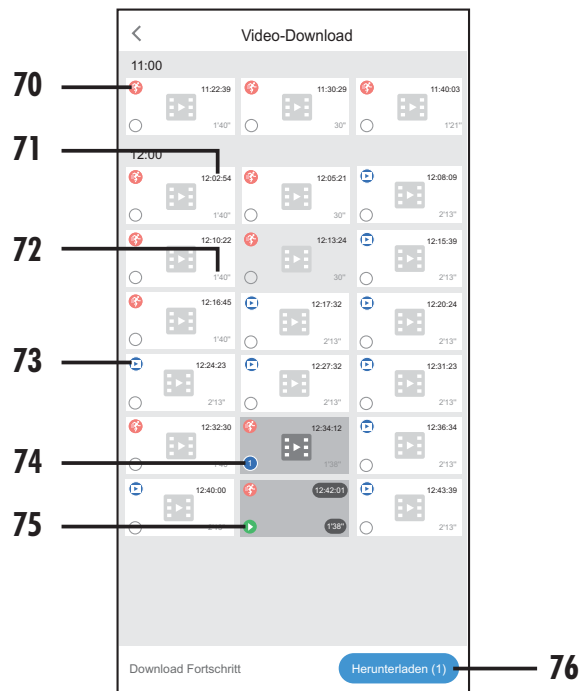 Video-Download
11:00
70
11:22:39 11:30:29 11:40:03
1'40" 30" 1'21"
71
12:00
12:02:54 12:05:21 12:08:09
1'40" 30" 2'13"
72
12:10:22 12:13:24 12:15:39
1'40" 30" 2'13"
12:16:45 12:17:32 12:20:24
1'40" 2'13" 2'13"
73
12:24:23 12:27:32 12:31:23
2'13" 2'13" 2'13"
12:32:30 12:34:12 12:36:34
74
1 1'38" 2'13"
12:40:00 12:42:01 12:43:39
75
1'38" 2'13"
Download Fortschritt Herunterladen (1)
76